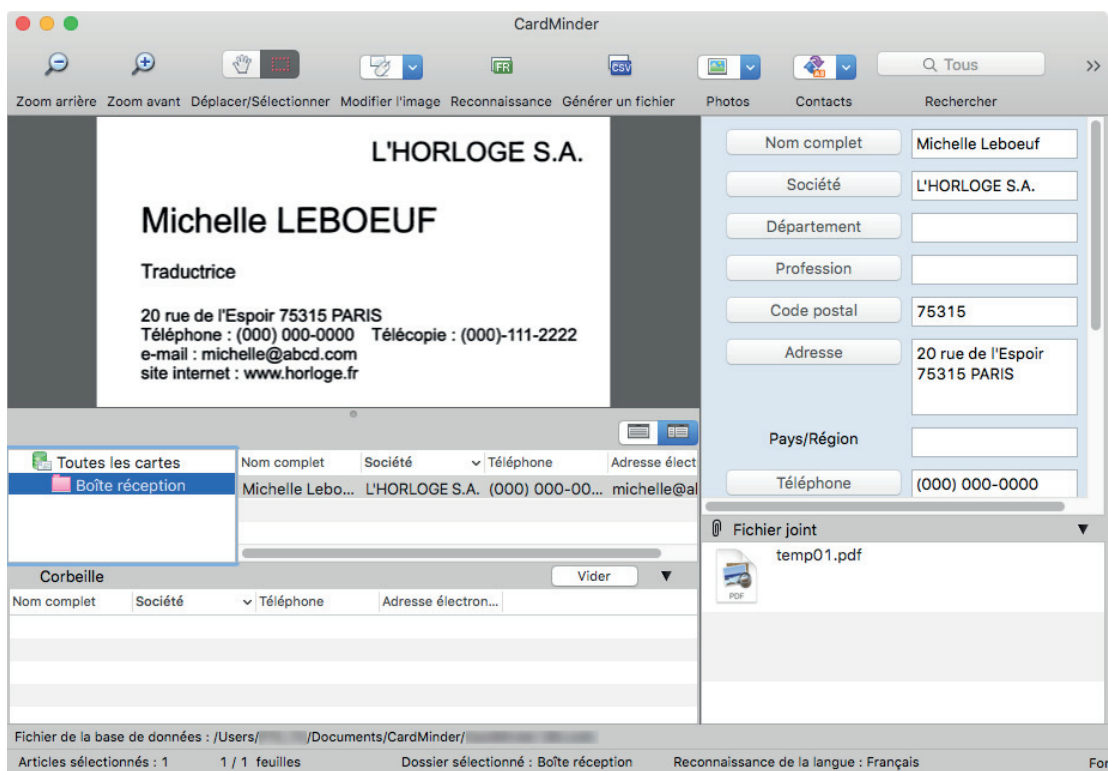 CardMinder
FR
CSV
Tous
Zoom arrière Zoom avant Déplacer/Sélectionner Modifier l'image Reconnaissance Générer un fichier Photos Contacts Rechercher
L'HORLOGE S.A.
Michelle LEBOEUF
Traductrice
20 rue de l'Espoir 75315 PARIS
Téléphone : (000) 000-0000 Télécopie : (000)-111-2222
e-mail : michelle@abcd.com
site internet : www.horloge.fr
Nom complet Michelle Leboeuf
Société L'HORLOGE S.A.
Département
Profession
Code postal 75315
Adresse 20 rue de l'Espoir
75315 PARIS
Pays/Région
Téléphone (000) 000-0000
Toutes les cartes
Boîte réception
Nom complet Société Téléphone Adresse élect
Michelle Lebo... L'HORLOGE S.A. (000) 000-00... michelle@al
Fichier joint
temp01.pdf
PDF
Corbeille Vider
Nom complet Société Téléphone Adresse électron...
Fichier de la base de données : /Users/ /Documents/CardMinder/
Articles sélectionnés : 1 1 / 1 feuilles Dossier sélectionné : Boîte réception Reconnaissance de la langue : Français For